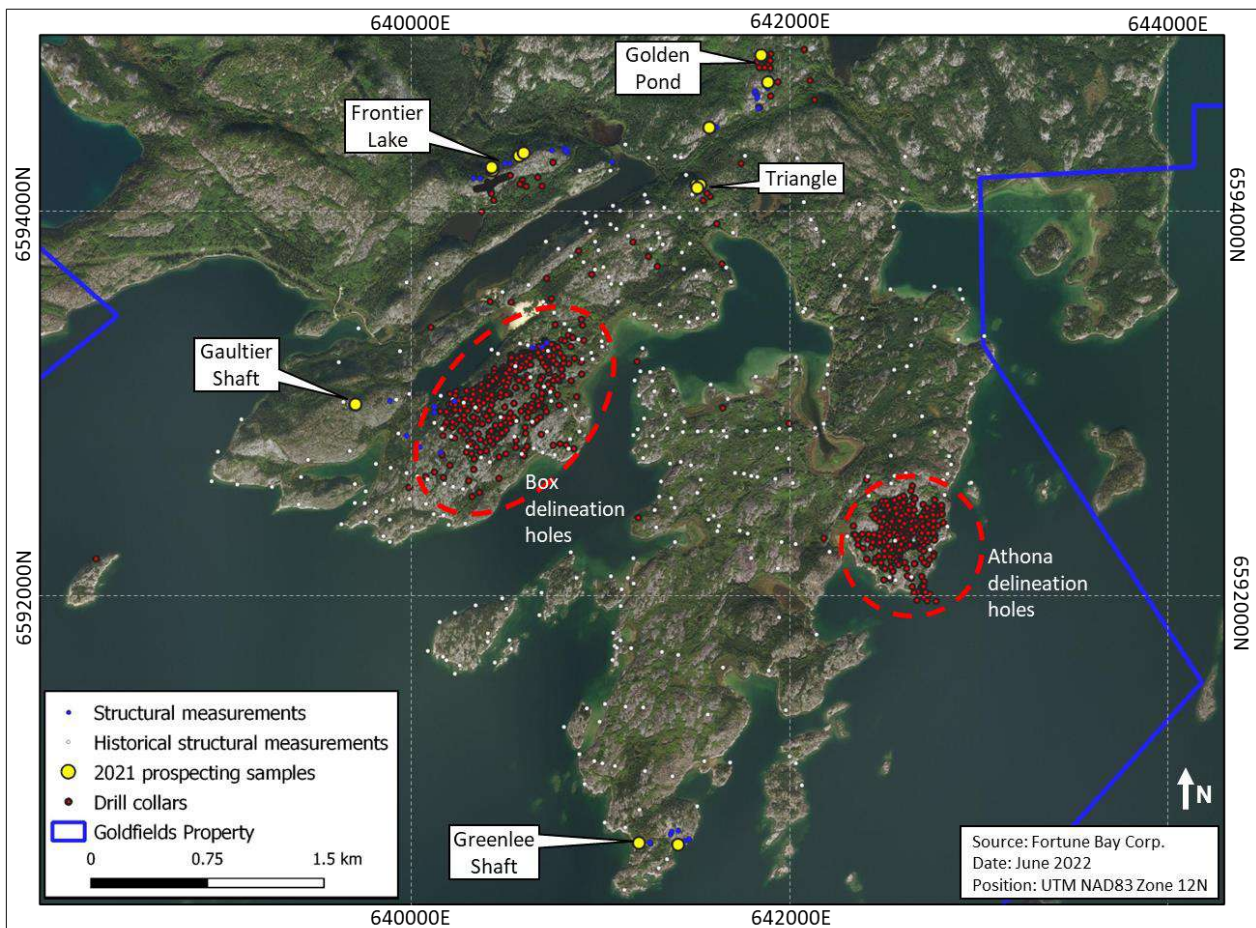 640000E
642000E
644000E
Golden
Pond
Frontier
Lake
Triangle
6594000N
6594000N
Gaultier
Shaft
Box
delineation
holes
Athona
delineation
holes
6592000N
6592000N
Structural measurements
Historical structural measurements
2021 prospecting samples
Drill collars
Goldfields Property
0 0.75 1.5 km
Greenlee
Shaft
N
Source: Fortune Bay Corp.
Date: June 2022
Position: UTM NAD83 Zone 12N
640000E
642000E
644000E